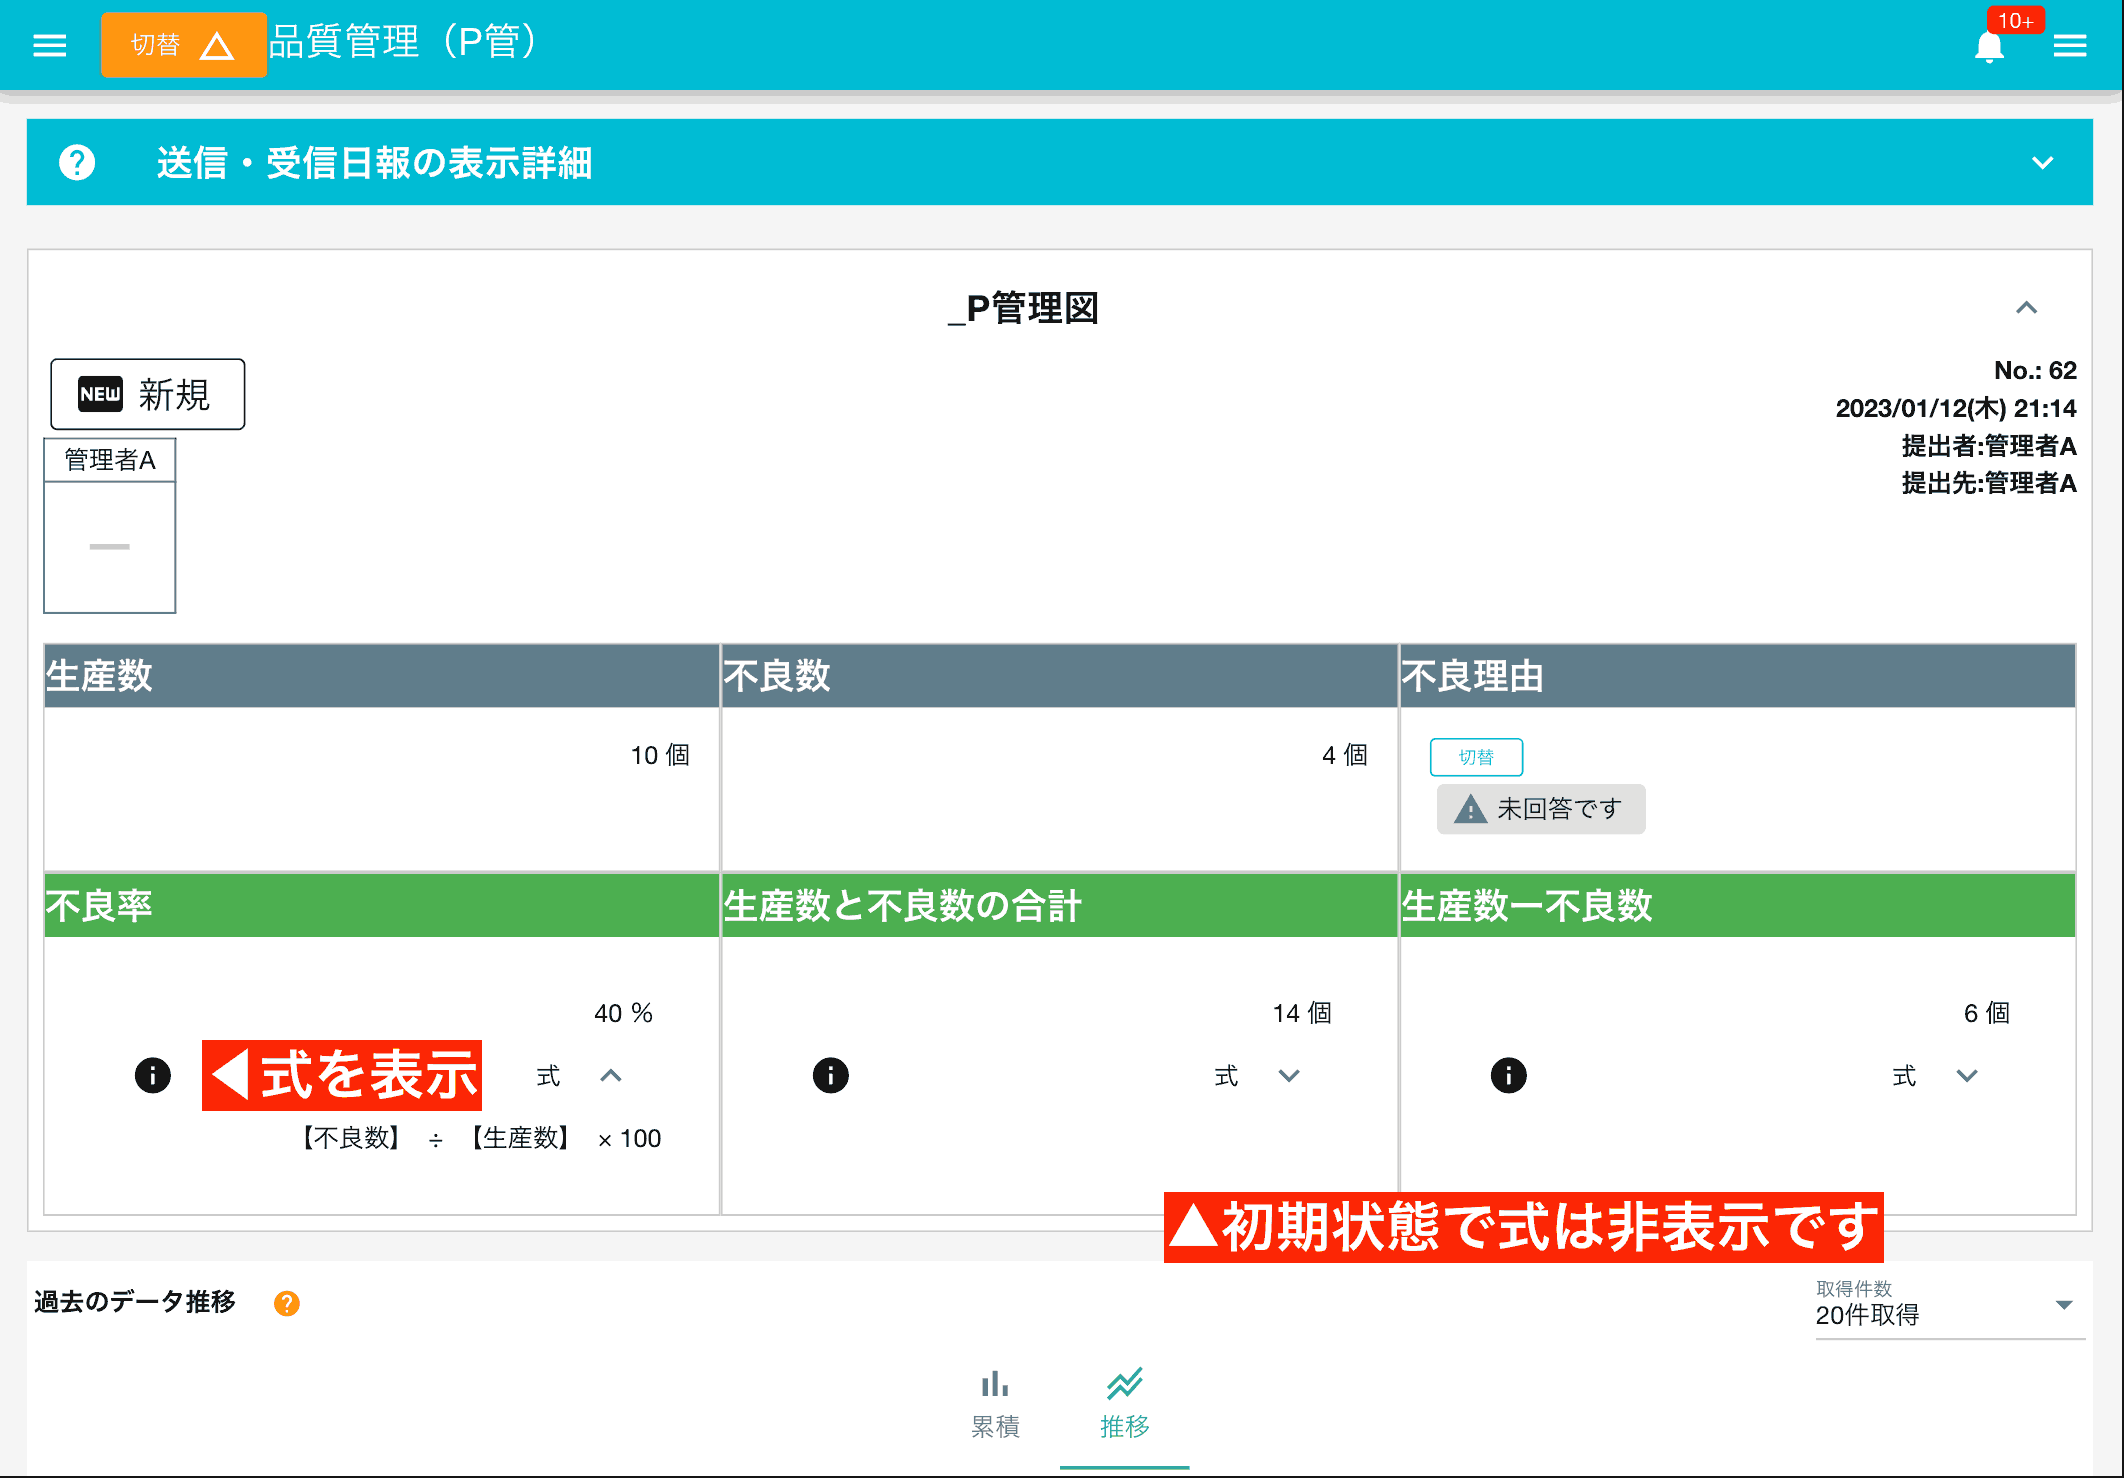 切替 品質管理（P管）
10+
送信・受信日報の表示詳細
_P管理図
NEW 新規
管理者A
No.: 62
2023/01/12(木) 21:14
提出者:管理者A
提出先:管理者A
生産数 不良数 不良理由
10 個 4 個 切替
未回答です
不良率 生産数と不良数の合計 生産数ー不良数
40 % 14 個 6 個
◀式を表示 式 式 式
【不良数】 ÷ 【生産数】 × 100
▲初期状態で式は非表示です
過去のデータ推移
取得件数
20件取得
累積 推移